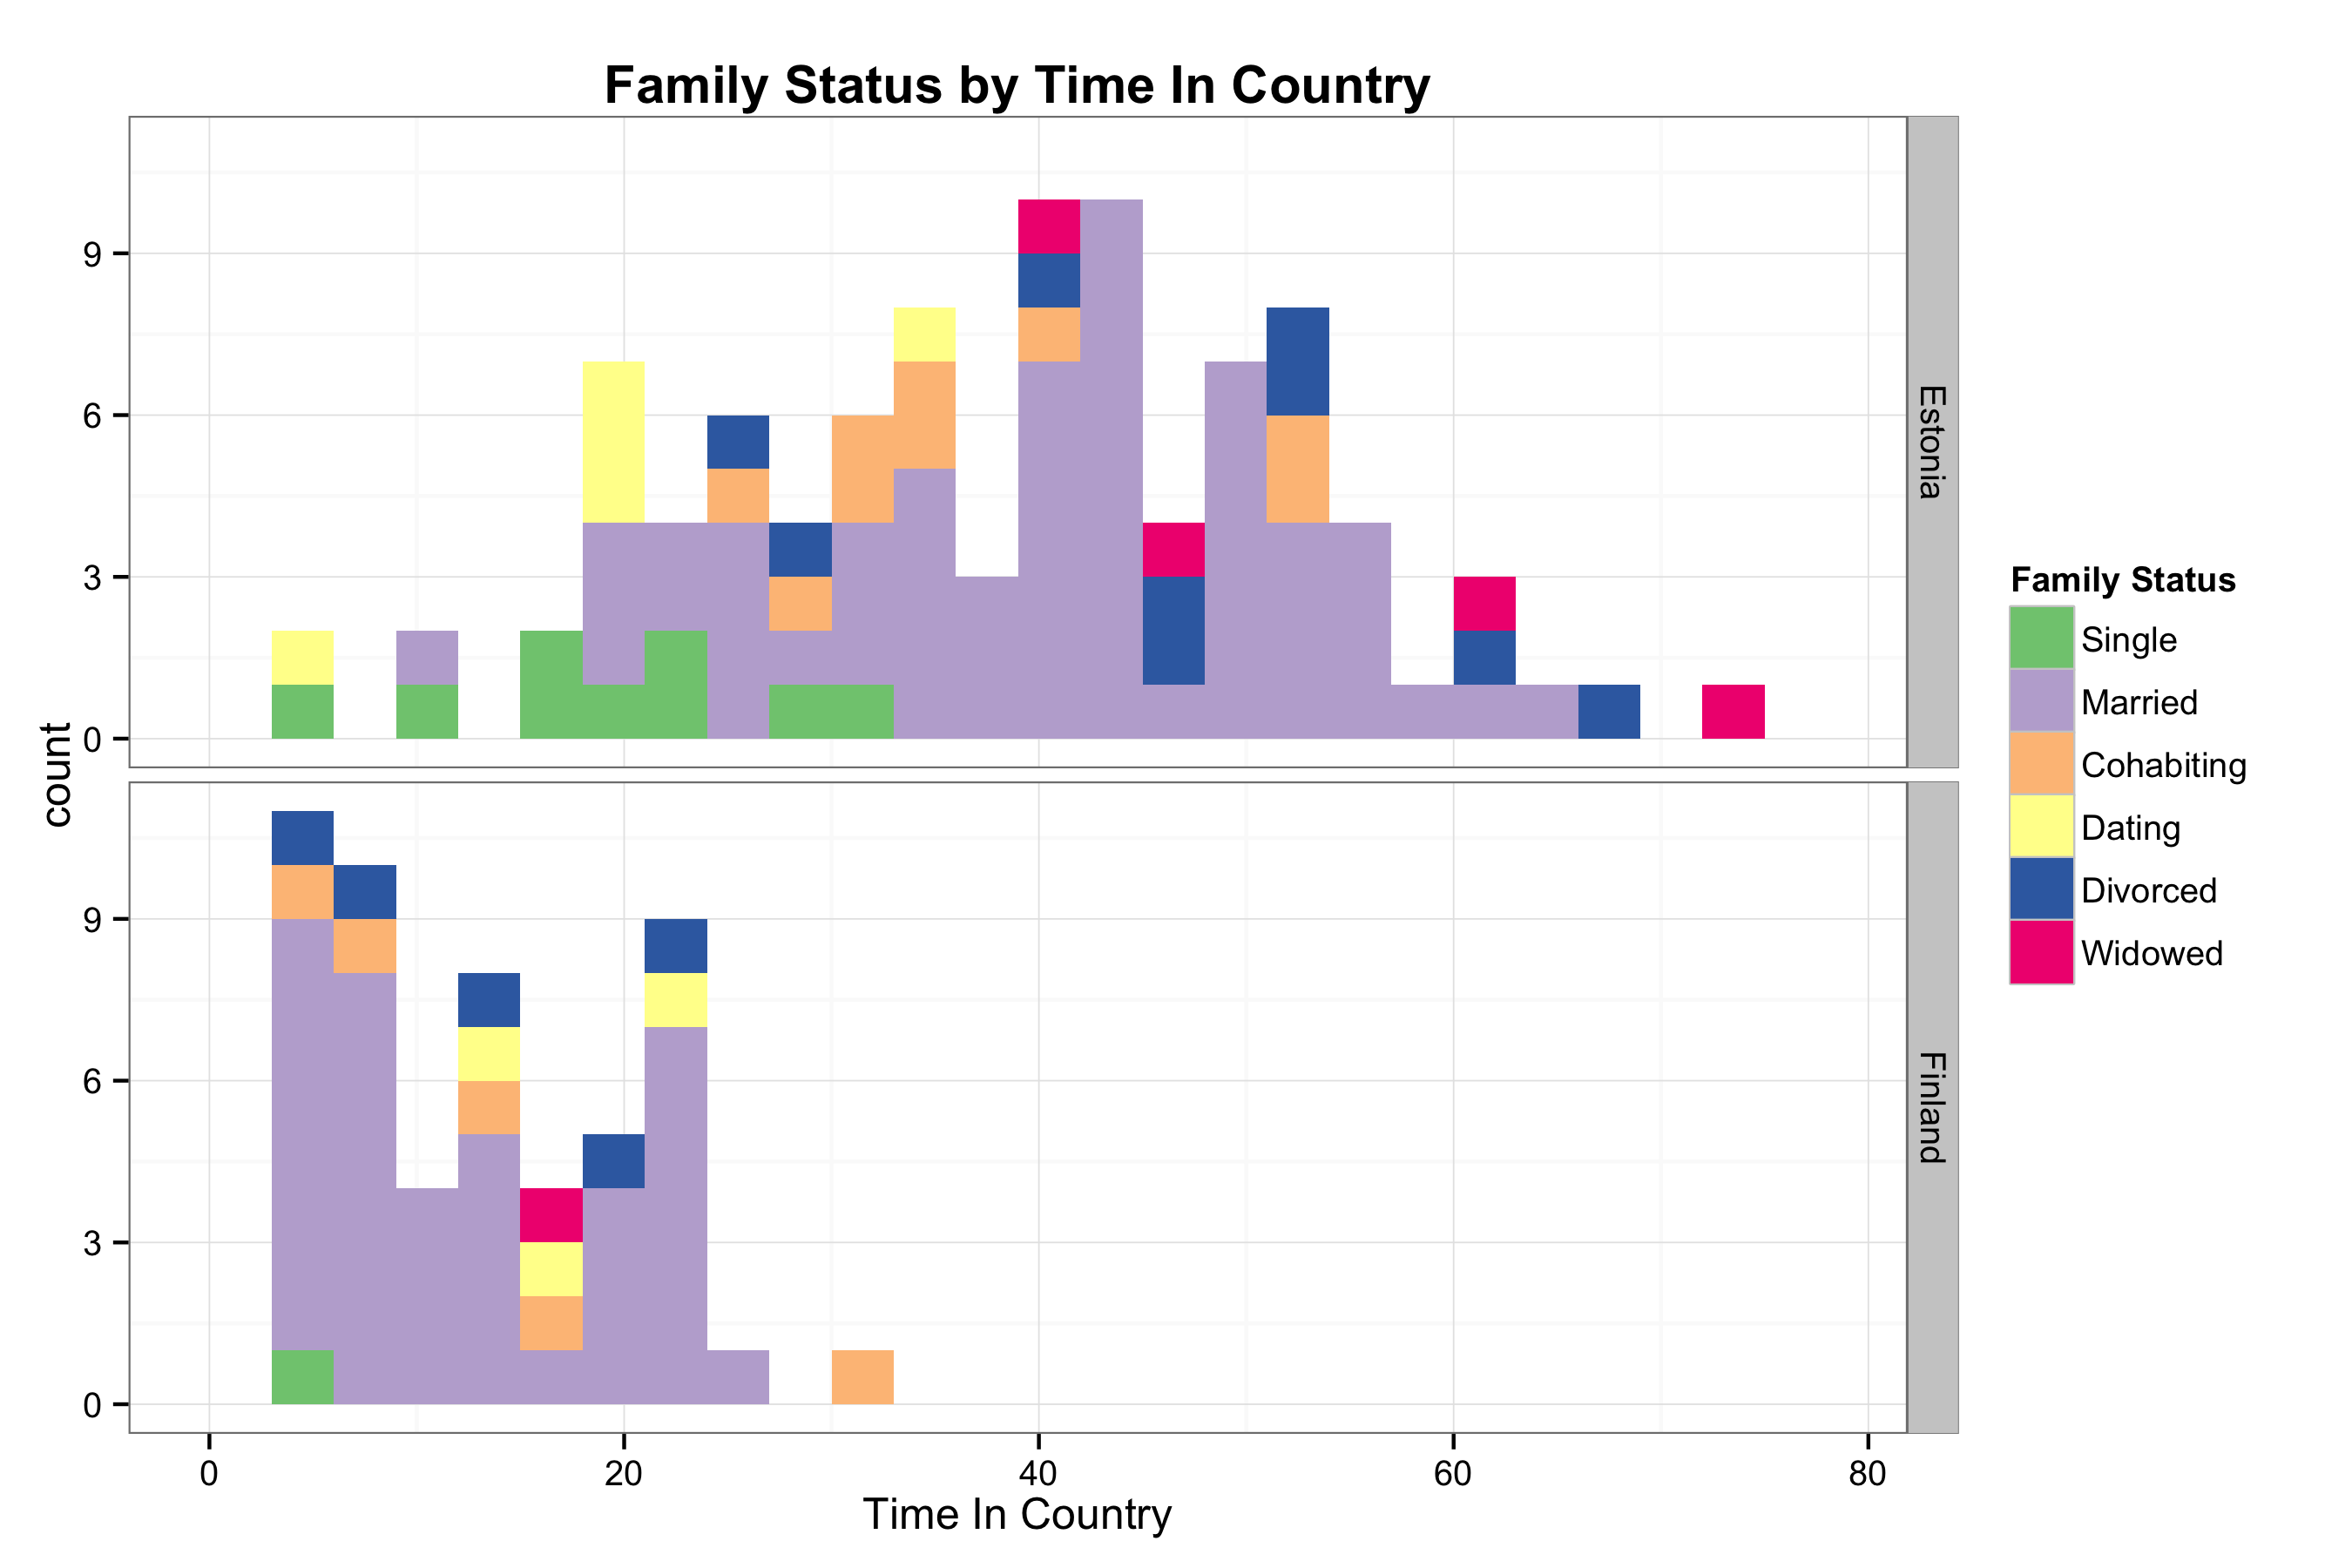 Family Status by Time In Country
count
9
6
3
0
Estonia
9
6
3
0
Finland
0 20 40 60 80
Time In Country
Family Status
Single
Married
Cohabiting
Dating
Divorced
Widowed